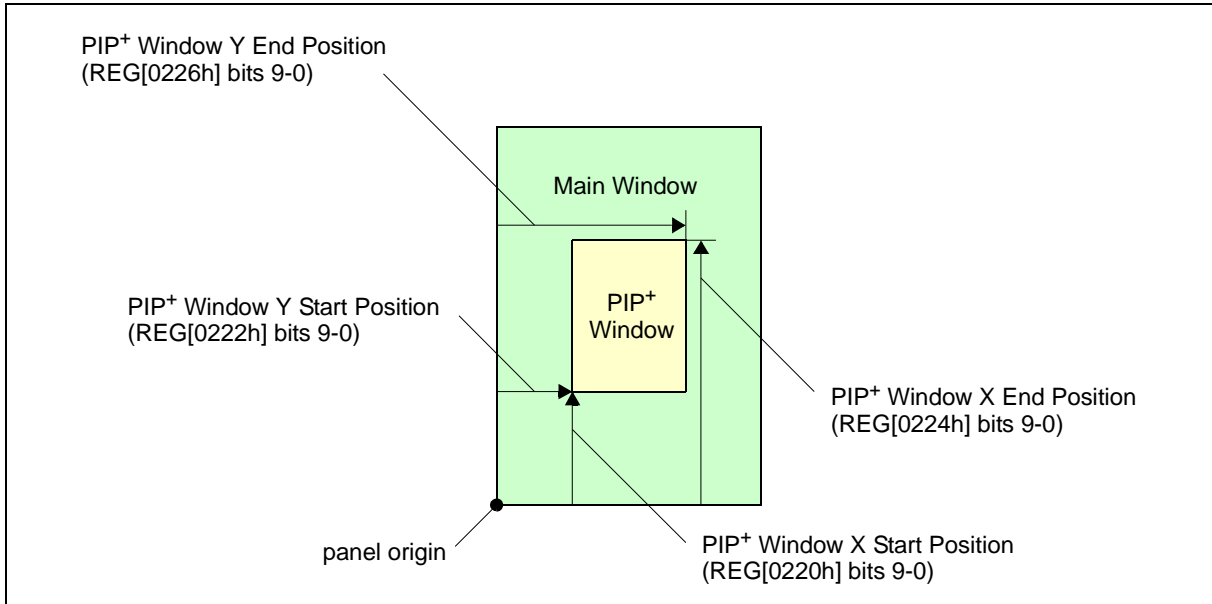 PIP+ Window Y End Position
(REG[0226h] bits 9-0)
Main Window
PIP+ Window Y Start Position
(REG[0222h] bits 9-0)
PIP+
Window
PIP+ Window X End Position
(REG[0224h] bits 9-0)
panel origin
PIP+ Window X Start Position
(REG[0220h] bits 9-0)